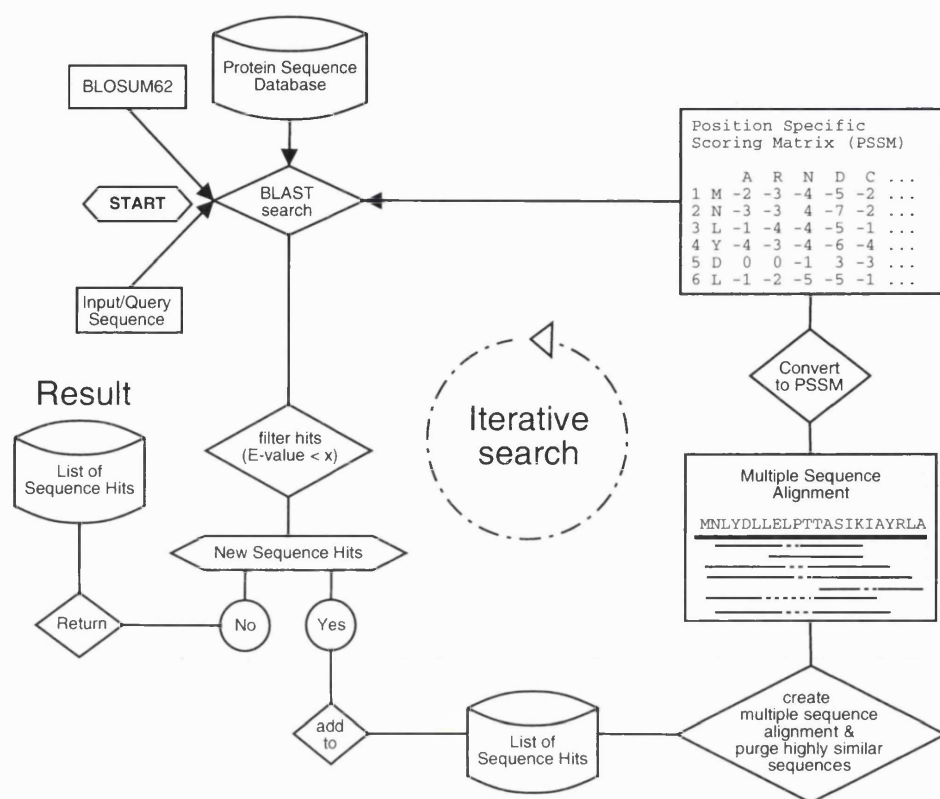 Protein Sequence
Database
BLOSUM62
START
BLAST
search
Input/Query
Sequence
Position Specific
Scoring Matrix (PSSM)
A R N D C ...
1 M -2 -3 -4 -5 -2 ...
2 N -3 -3 4 -7 -2 ...
3 L -1 -4 -4 -5 -1 ...
4 Y -4 -3 -4 -6 -4 ...
5 D 0 0 -1 3 -3 ...
6 L -1 -2 -5 -5 -1 ...
Convert
to PSSM
Iterative
search
Result
List of
Sequence Hits
filter hits
(E-value < x)
Multiple Sequence
Alignment
MNLYDLLELPTTASIKIAYRLA
New Sequence Hits
Return
No
Yes
add
to
List of
Sequence Hits
create
multiple sequence
alignment &
purge highly similar
sequences